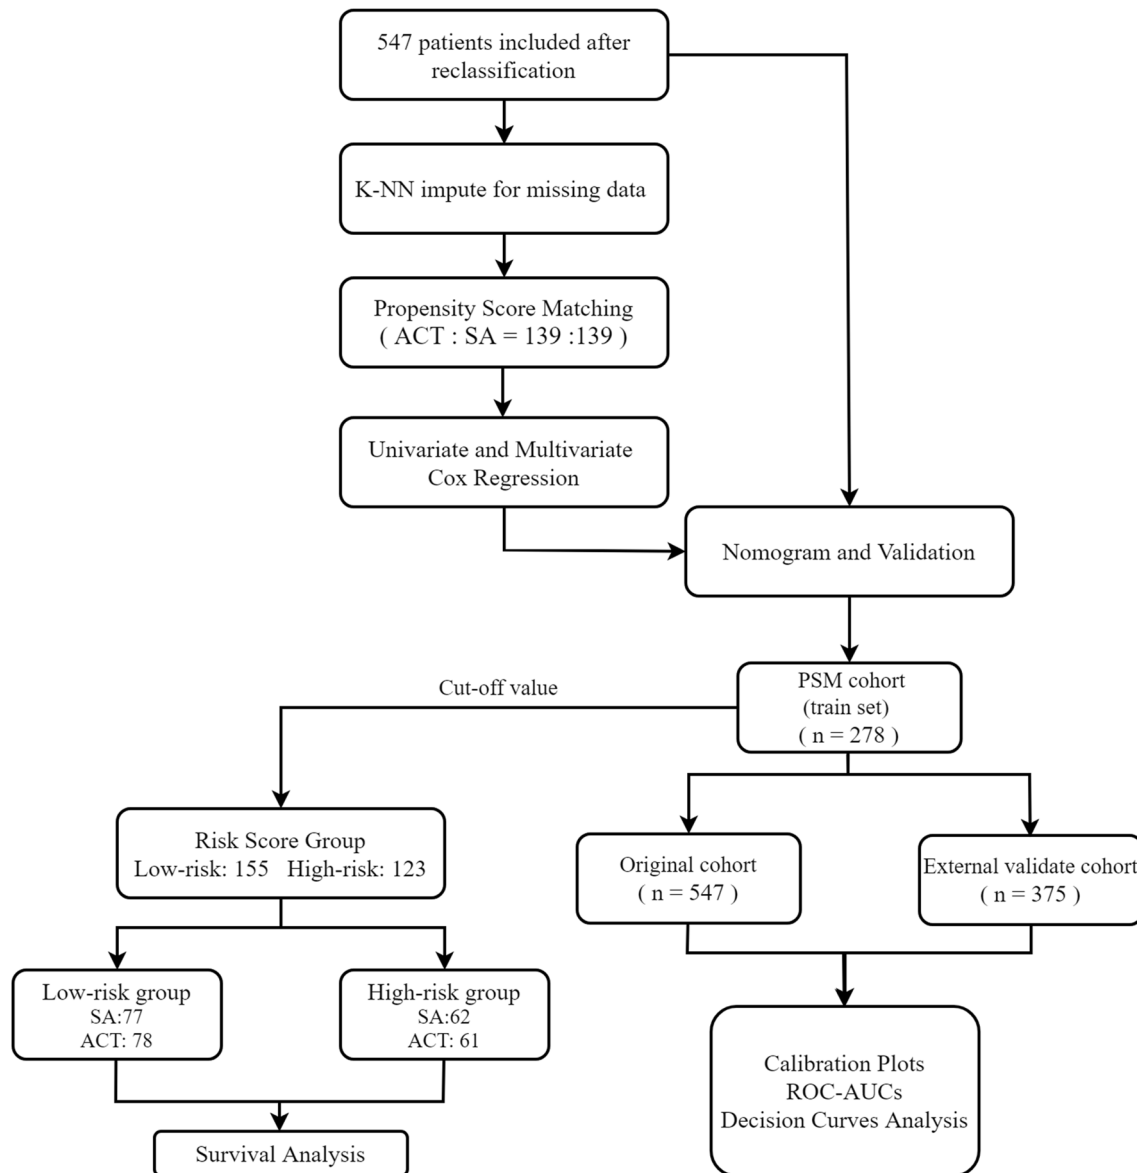 547 patients included after
reclassification
K-NN impute for missing data
Propensity Score Matching
( ACT : SA = 139 :139 )
Univariate and Multivariate
Cox Regression
Nomogram and Validation
PSM cohort
(train set)
( n = 278 )
Cut-off value
Risk Score Group
Low-risk: 155 High-risk: 123
Original cohort
( n = 547 )
External validate cohort
( n = 375 )
Low-risk group
SA:77
ACT: 78
High-risk group
SA:62
ACT: 61
Calibration Plots
ROC-AUCs
Decision Curves Analysis
Survival Analysis